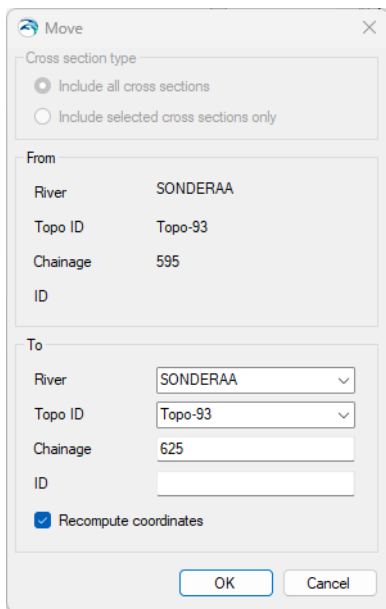 Move
Cross section type
Include all cross sections
Include selected cross sections only
From
River SONDERAA
Topo ID Topo-93
Chainage 595
ID
To
River SONDERAA
Topo ID Topo-93
Chainage 625
ID
Recompute coordinates
OK Cancel